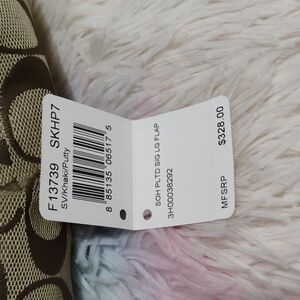 F13739 SKHP7
SV/Khaki/Putty
8 85135 06517 5
SOH PLTD SIG LG FLAP
3H00038292
$328.00
MFSRP